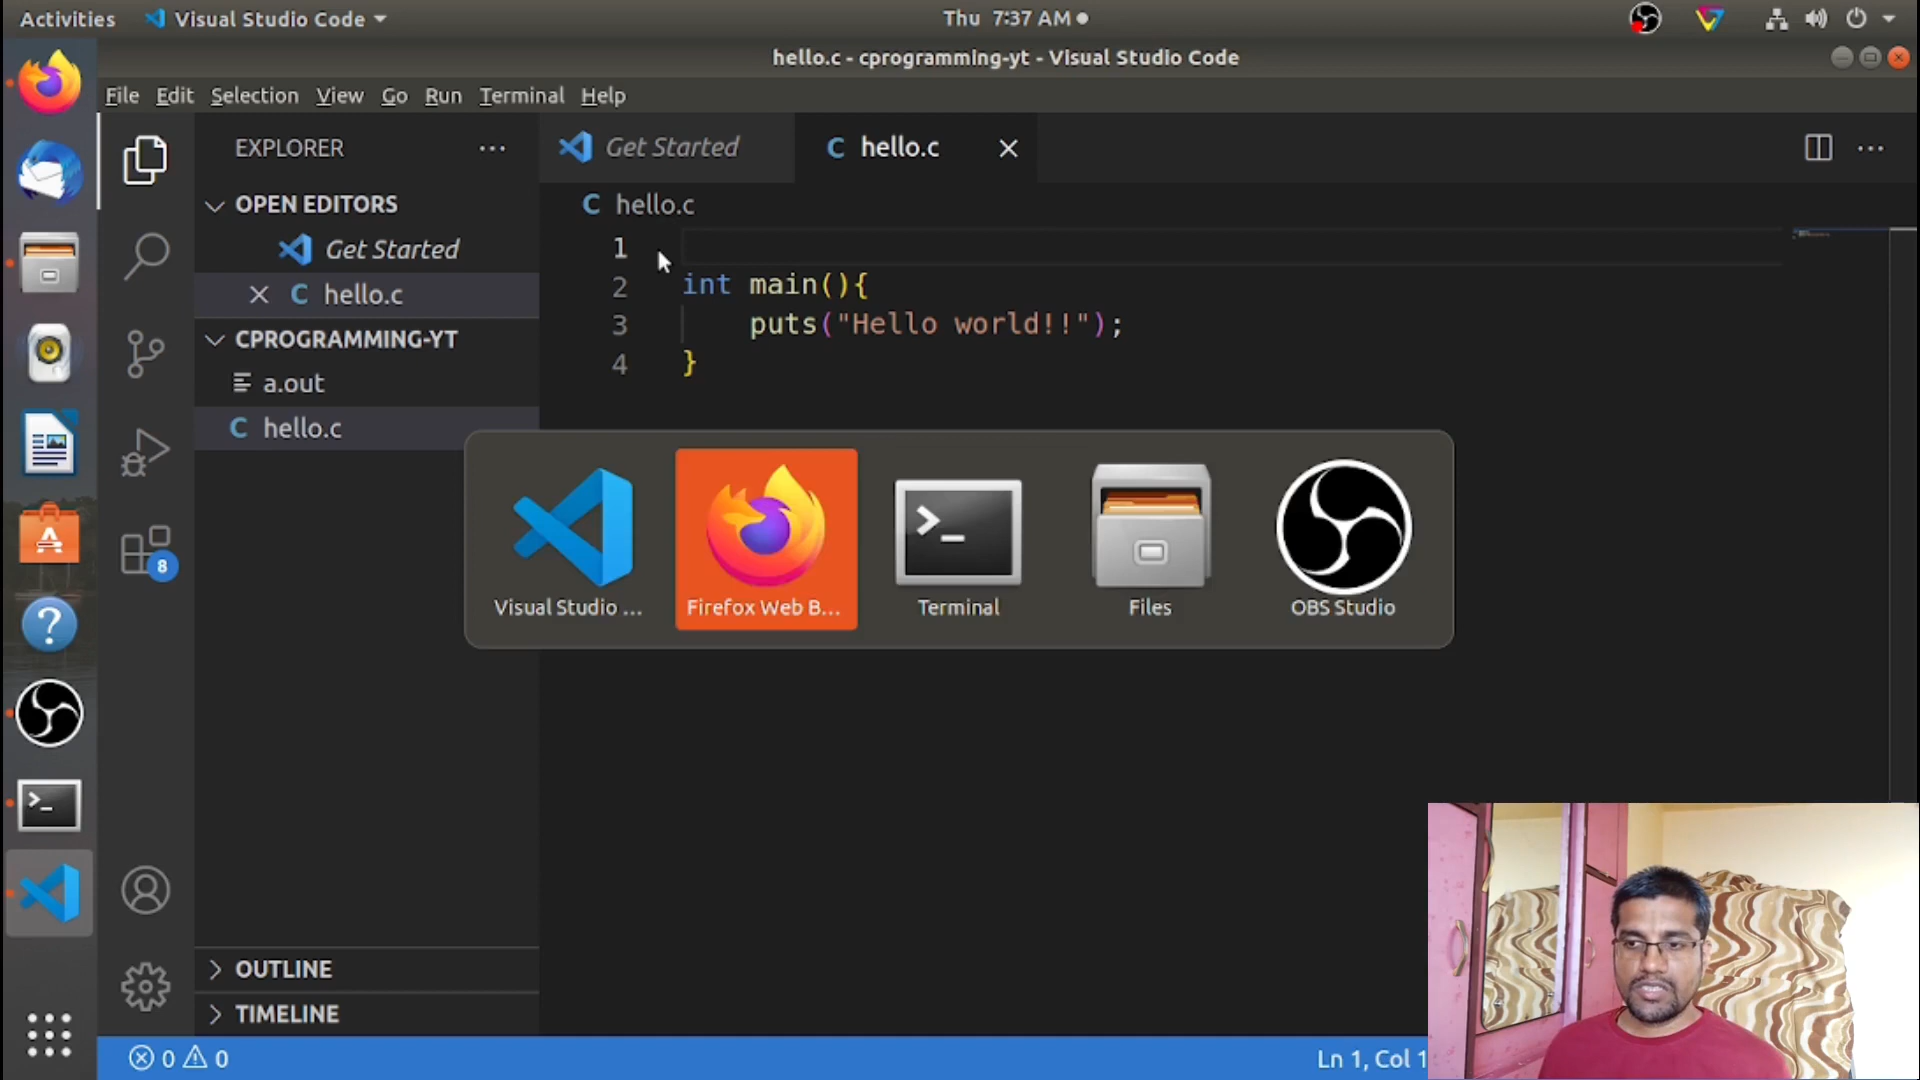 Activities Visual Studio Code Thu 7:37 AM
hello.c - cprogramming-yt - Visual Studio Code
File Edit Selection View Go Run Terminal Help
EXPLORER ... Get Started hello.c
OPEN EDITORS
Get Started
hello.c
CPROGRAMMING-YT
a.out
hello.c
OUTLINE
TIMELINE
8
C hello.c
1
2 int main(){
3 puts("Hello world!!");
4 }
Visual Studio ... Firefox Web B... Terminal Files OBS Studio
0 0 Ln 1, Col 1